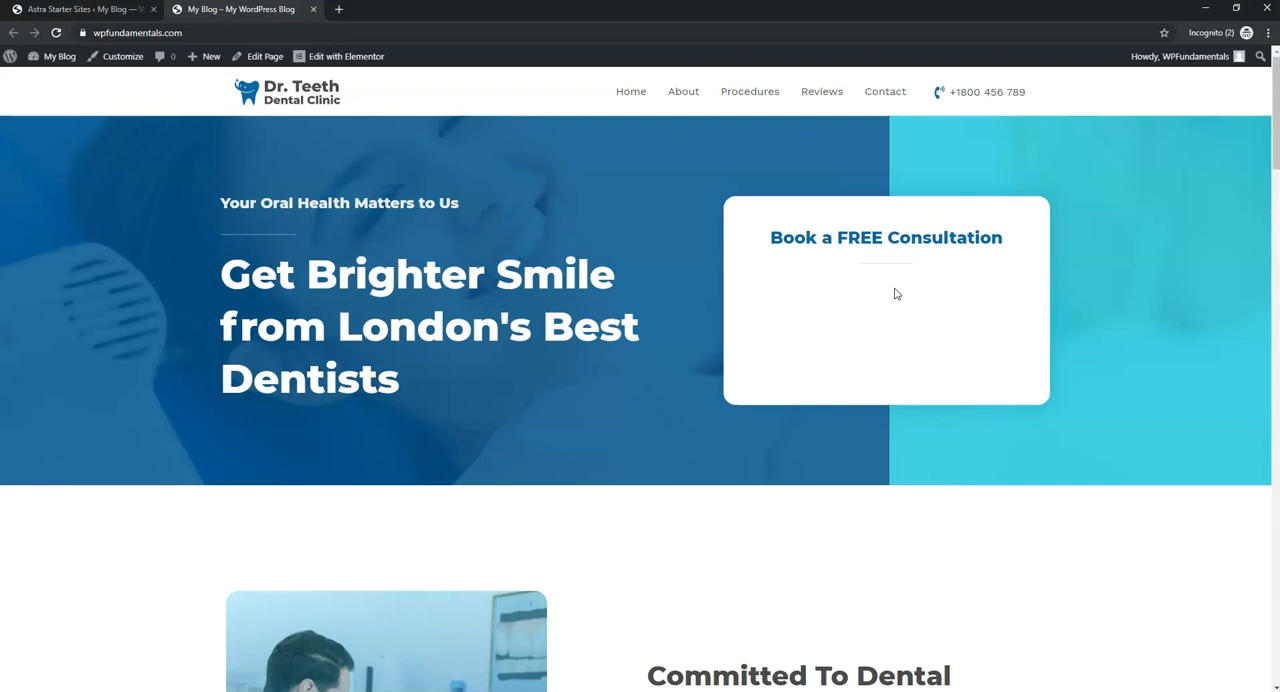 Astra Starter Sites ‹ My Blog — W
My Blog – My WordPress Blog
wpfundamentals.com
Incognito (2)
My Blog
Customize
0
New
Edit Page
Edit with Elementor
Howdy, WPFundamentals
Dr. Teeth
Dental Clinic
Home
About
Procedures
Reviews
Contact
+1800 456 789
Your Oral Health Matters to Us
Get Brighter Smile
from London's Best
Dentists
Book a FREE Consultation
Committed To Dental